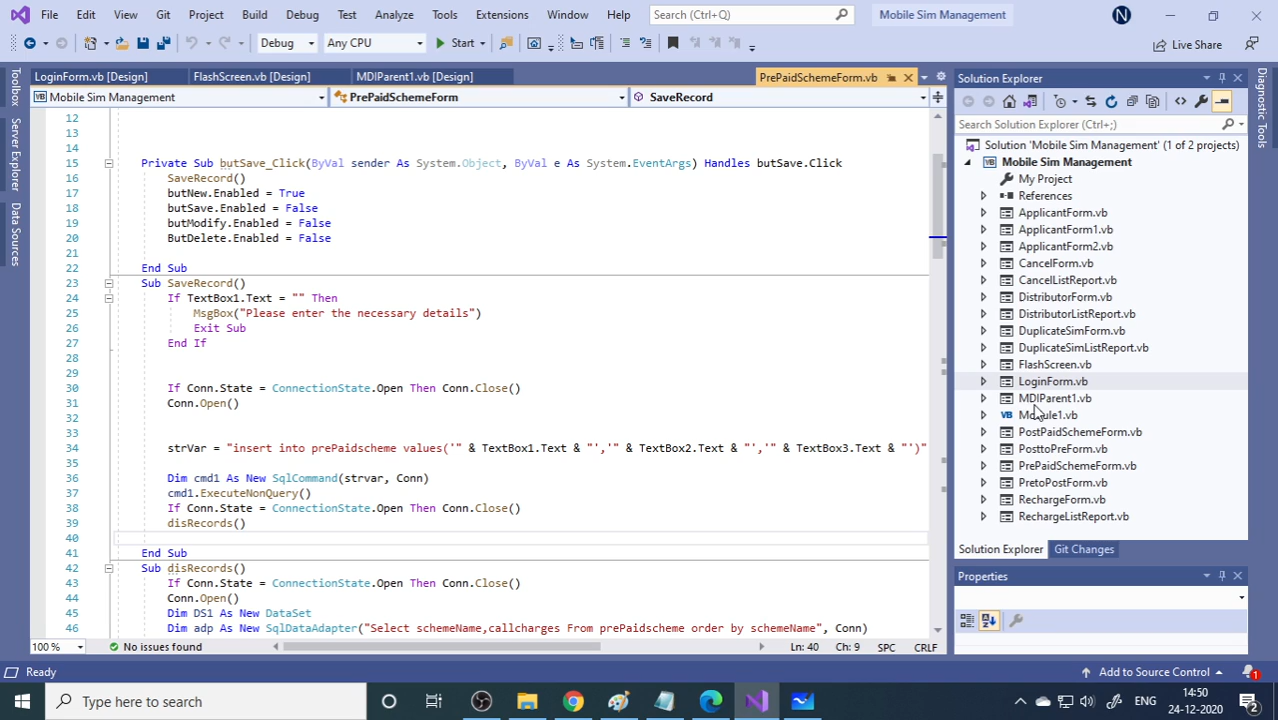 File Edit View Git Project Build Debug Test Analyze Tools Extensions Window Help Search (Ctrl+Q) Mobile Sim Management N
Debug Any CPU Start Live Share
LoginForm.vb [Design] FlashScreen.vb [Design] MDIParent1.vb [Design] PrePaidSchemeForm.vb
Mobile Sim Management PrePaidSchemeForm SaveRecord
Toolbox
Server Explorer
Data Sources
12
13
14
15 Private Sub butSave_Click(ByVal sender As System.Object, ByVal e As System.EventArgs) Handles butSave.Click
16 SaveRecord()
17 butNew.Enabled = True
18 butSave.Enabled = False
19 butModify.Enabled = False
20 ButDelete.Enabled = False
21
22 End Sub
23 Sub SaveRecord()
24 If TextBox1.Text = "" Then
25 MsgBox("Please enter the necessary details")
26 Exit Sub
27 End If
28
29
30 If Conn.State = ConnectionState.Open Then Conn.Close()
31 Conn.Open()
32
33
34 strVar = "insert into prePaidscheme values('" & TextBox1.Text & "','" & TextBox2.Text & "','" & TextBox3.Text & "')"
35
36 Dim cmd1 As New SqlCommand(strvar, Conn)
37 cmd1.ExecuteNonQuery()
38 If Conn.State = ConnectionState.Open Then Conn.Close()
39 disRecords()
40
41 End Sub
42 Sub disRecords()
43 If Conn.State = ConnectionState.Open Then Conn.Close()
44 Conn.Open()
45 Dim DS1 As New DataSet
46 Dim adp As New SqlDataAdapter("Select schemeName,callcharges From prePaidscheme order by schemeName", Conn)
100 % No issues found Ln: 40 Ch: 9 SPC CRLF
Solution Explorer
Search Solution Explorer (Ctrl+;)
Solution 'Mobile Sim Management' (1 of 2 projects)
VB Mobile Sim Management
My Project
References
ApplicantForm.vb
ApplicantForm1.vb
ApplicantForm2.vb
CancelForm.vb
CancelListReport.vb
DistributorForm.vb
DistributorListReport.vb
DuplicateSimForm.vb
DuplicateSimListReport.vb
FlashScreen.vb
LoginForm.vb
MDIParent1.vb
VB Module1.vb
PostPaidSchemeForm.vb
PosttoPreForm.vb
PrePaidSchemeForm.vb
PretoPostForm.vb
RechargeForm.vb
RechargeListReport.vb
Solution Explorer Git Changes
Properties
Diagnostic Tools
Ready Add to Source Control 1
Type here to search ENG 14:50 24-12-2020 2